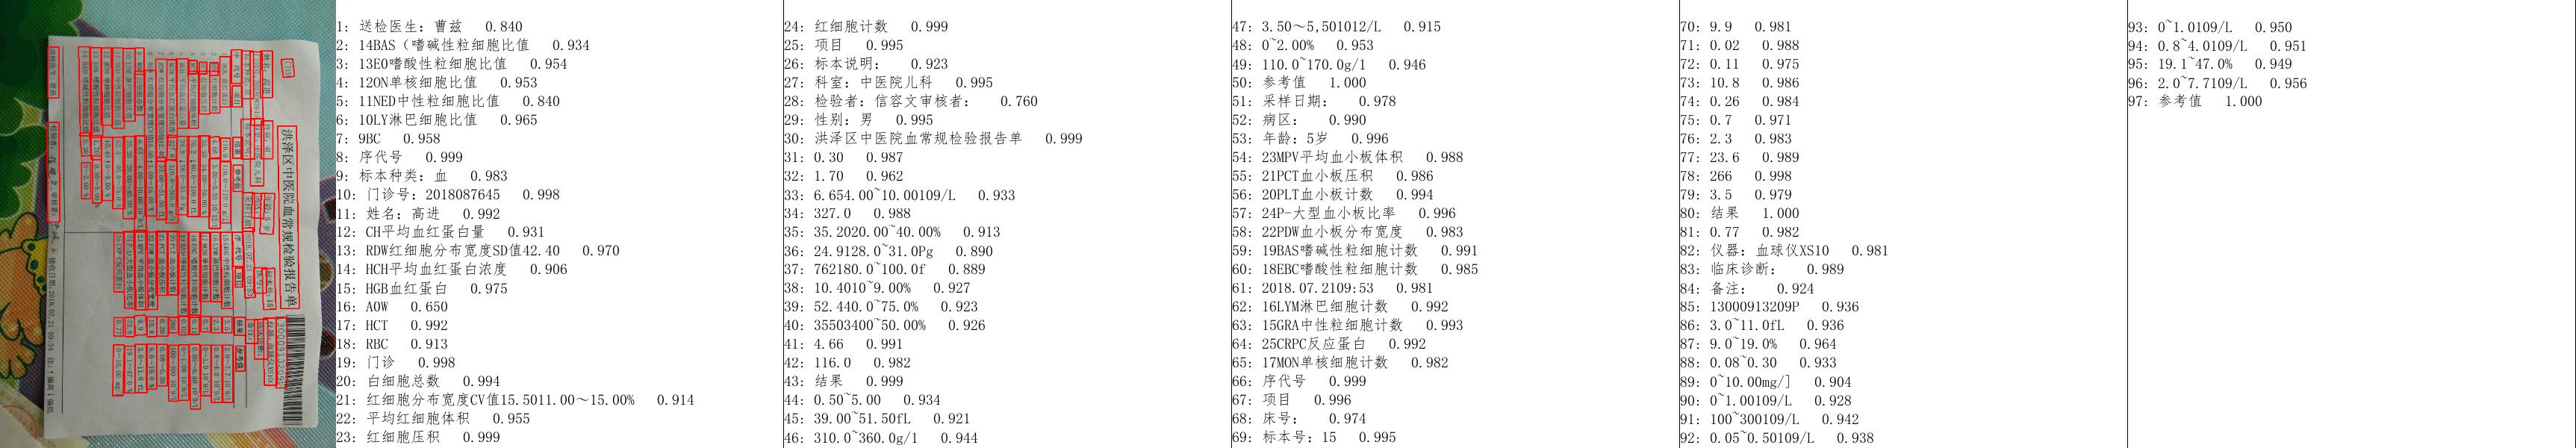 1: 送检医生: 曹兹 0.840
2: 14BAS（嗜碱性粒细胞比值 0.934
3: 13EO嗜酸性粒细胞比值 0.954
4: 12ON单核细胞比值 0.953
5: 11NED中性粒细胞比值 0.840
6: 10LY淋巴细胞比值 0.965
7: 9BC 0.958
8: 序代号 0.999
9: 标本种类: 血 0.983
10: 门诊号: 2018087645 0.998
11: 姓名: 高进 0.992
12: CH平均血红蛋白量 0.931
13: RDW红细胞分布宽度SD值42.40 0.970
14: HCH平均血红蛋白浓度 0.906
15: HGB血红蛋白 0.975
16: AOW 0.650
17: HCT 0.992
18: RBC 0.913
19: 门诊 0.998
20: 白细胞总数 0.994
21: 红细胞分布宽度CV值15.5011.00～15.00% 0.914
22: 平均红细胞体积 0.955
23: 红细胞压积 0.999
24: 红细胞计数 0.999
25: 项目 0.995
26: 标本说明: 0.923
27: 科室: 中医院儿科 0.995
28: 检验者: 信容文审核者: 0.760
29: 性别: 男 0.995
30: 洪泽区中医院血常规检验报告单 0.999
31: 0.30 0.987
32: 1.70 0.962
33: 6.654.00~10.00109/L 0.933
34: 327.0 0.988
35: 35.2020.00~40.00% 0.913
36: 24.9128.0~31.0Pg 0.890
37: 762180.0~100.0f 0.889
38: 10.4010~9.00% 0.927
39: 52.440.0~75.0% 0.923
40: 35503400~50.00% 0.926
41: 4.66 0.991
42: 116.0 0.982
43: 结果 0.999
44: 0.50~5.00 0.934
45: 39.00~51.50fL 0.921
46: 310.0~360.0g/1 0.944
47: 3.50～5,501012/L 0.915
48: 0~2.00% 0.953
49: 110.0~170.0g/1 0.946
50: 参考值 1.000
51: 采样日期: 0.978
52: 病区: 0.990
53: 年龄: 5岁 0.996
54: 23MPV平均血小板体积 0.988
55: 21PCT血小板压积 0.986
56: 20PLT血小板计数 0.994
57: 24P-大型血小板比率 0.996
58: 22PDW血小板分布宽度 0.983
59: 19BAS嗜碱性粒细胞计数 0.991
60: 18EBC嗜酸性粒细胞计数 0.985
61: 2018.07.2109:53 0.981
62: 16LYM淋巴细胞计数 0.992
63: 15GRA中性粒细胞计数 0.993
64: 25CRPC反应蛋白 0.992
65: 17MON单核细胞计数 0.982
66: 序代号 0.999
67: 项目 0.996
68: 床号: 0.974
69: 标本号: 15 0.995
70: 9.9 0.981
71: 0.02 0.988
72: 0.11 0.975
73: 10.8 0.986
74: 0.26 0.984
75: 0.7 0.971
76: 2.3 0.983
77: 23.6 0.989
78: 266 0.998
79: 3.5 0.979
80: 结果 1.000
81: 0.77 0.982
82: 仪器: 血球仪XS10 0.981
83: 临床诊断: 0.989
84: 备注: 0.924
85: 13000913209P 0.936
86: 3.0~11.0fL 0.936
87: 9.0~19.0% 0.964
88: 0.08~0.30 0.933
89: 0~10.00mg/] 0.904
90: 0~1.00109/L 0.928
91: 100~300109/L 0.942
92: 0.05~0.50109/L 0.938
93: 0~1.0109/L 0.950
94: 0.8~4.0109/L 0.951
95: 19.1~47.0% 0.949
96: 2.0~7.7109/L 0.956
97: 参考值 1.000